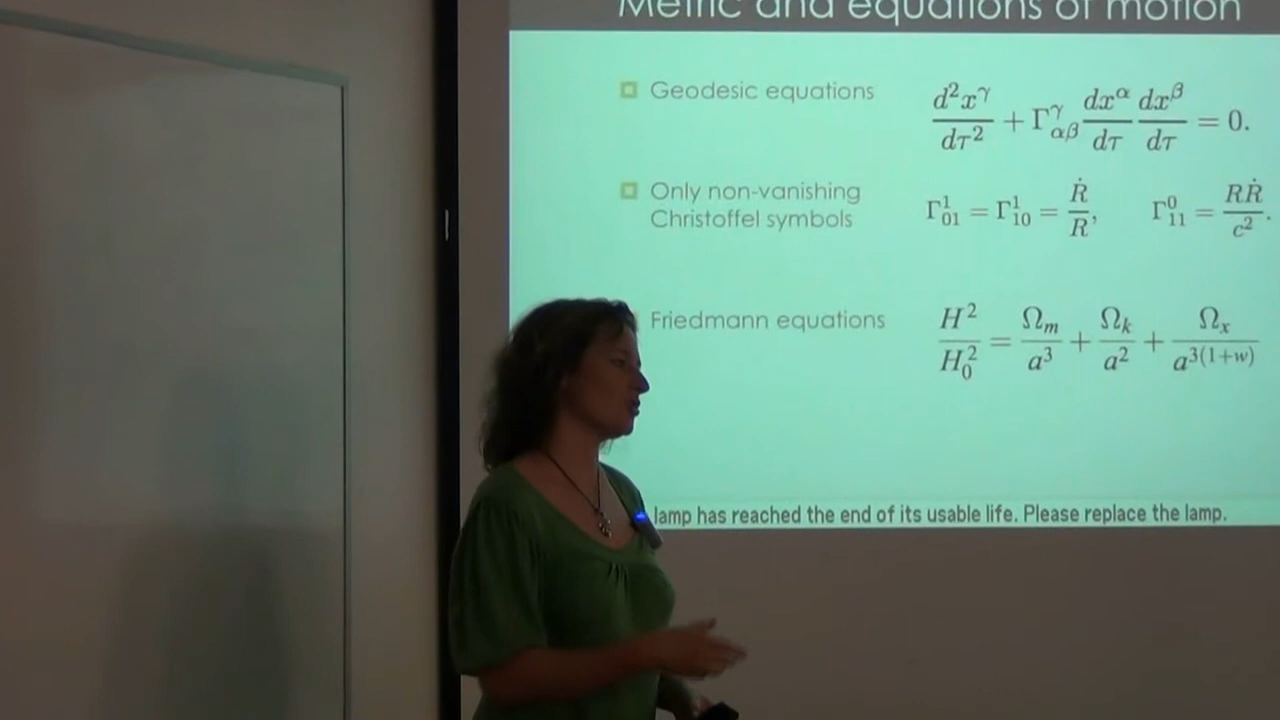 Metric and equations of motion
Geodesic equations
d²x^γ/dτ² + Γ^γ_αβ dx^α/dτ dx^β/dτ = 0.
Only non-vanishing
Christoffel symbols
Γ^1_01 = Γ^1_10 = Ṙ/R, Γ^0_11 = RṘ/c².
Friedmann equations
H²/H_0² = Ω_m/a³ + Ω_k/a² + Ω_x/a^3(1+w)
lamp has reached the end of its usable life. Please replace the lamp.